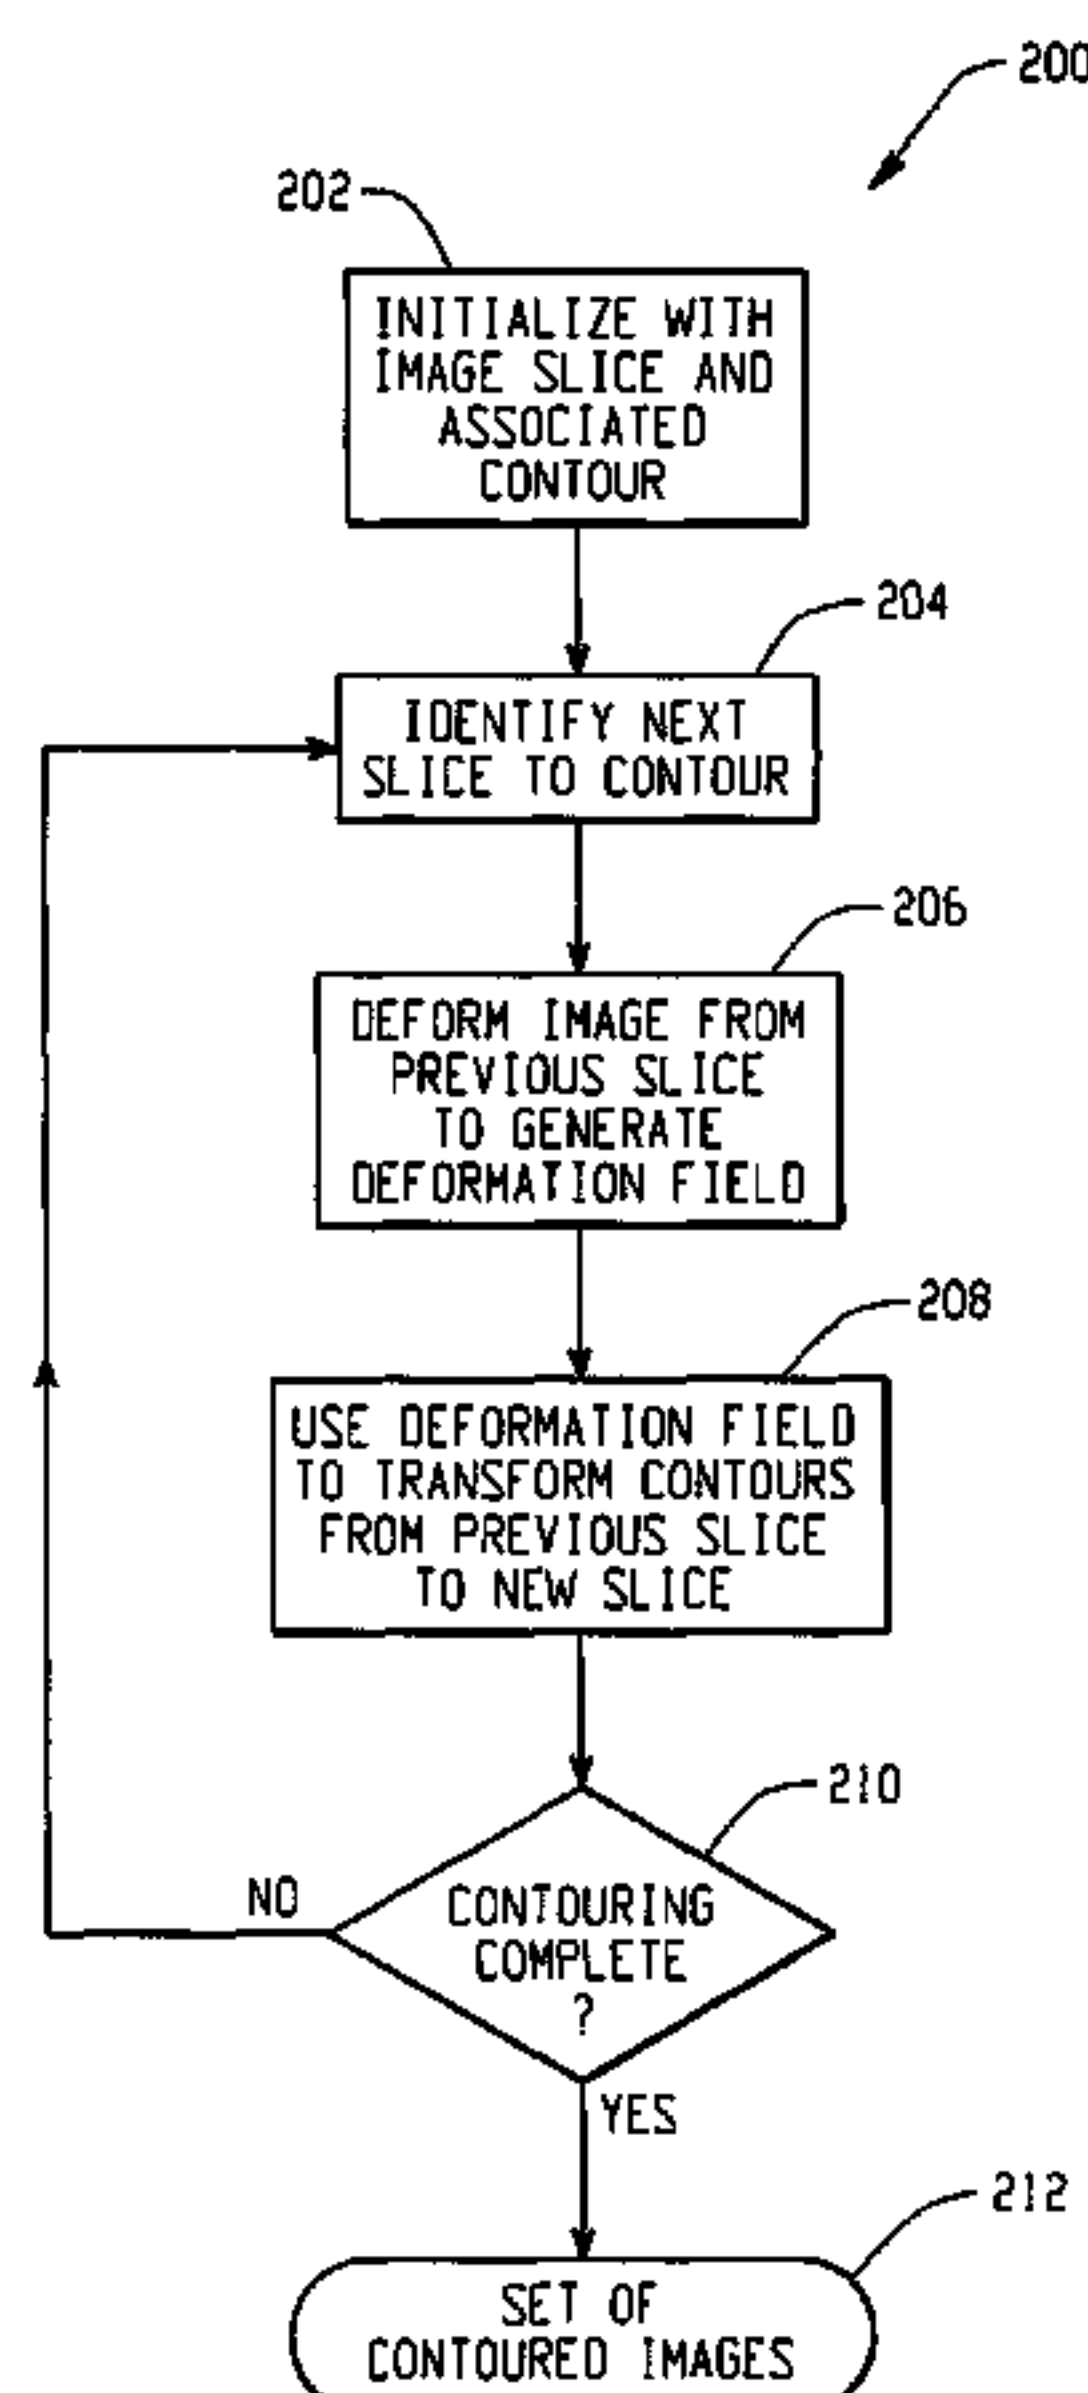 200
202
INITIALIZE WITH
IMAGE SLICE AND
ASSOCIATED
CONTOUR
204
IDENTIFY NEXT
SLICE TO CONTOUR
206
DEFORM IMAGE FROM
PREVIOUS SLICE
TO GENERATE
DEFORMATION FIELD
208
USE DEFORMATION FIELD
TO TRANSFORM CONTOURS
FROM PREVIOUS SLICE
TO NEW SLICE
210
NO
CONTOURING
COMPLETE
?
YES
212
SET OF
CONTOURED IMAGES